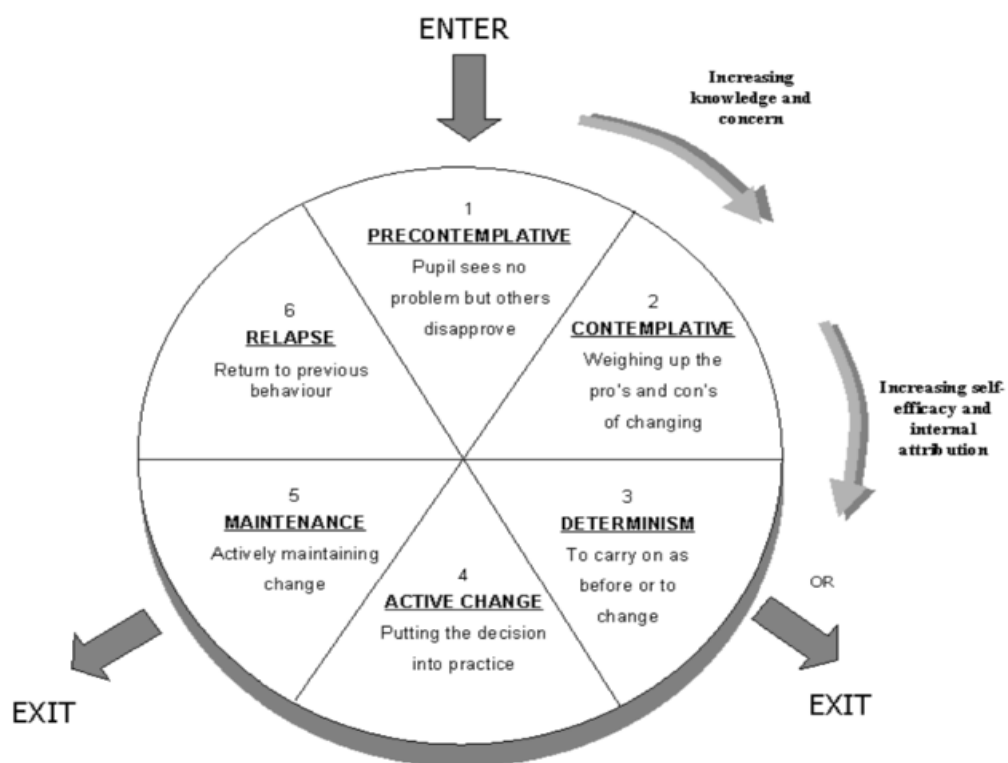 ENTER
Increasing
knowledge and
concern
1
PRECONTEMPLATIVE
Pupil sees no
problem but others
disapprove
2
CONTEMPLATIVE
Weighing up the
pro's and con's
of changing
Increasing self-
efficacy and
internal
attribution
3
DETERMINISM
To carry on as
before or to
change
OR
EXIT
4
ACTIVE CHANGE
Putting the decision
into practice
5
MAINTENANCE
Actively maintaining
change
EXIT
6
RELAPSE
Return to previous
behaviour